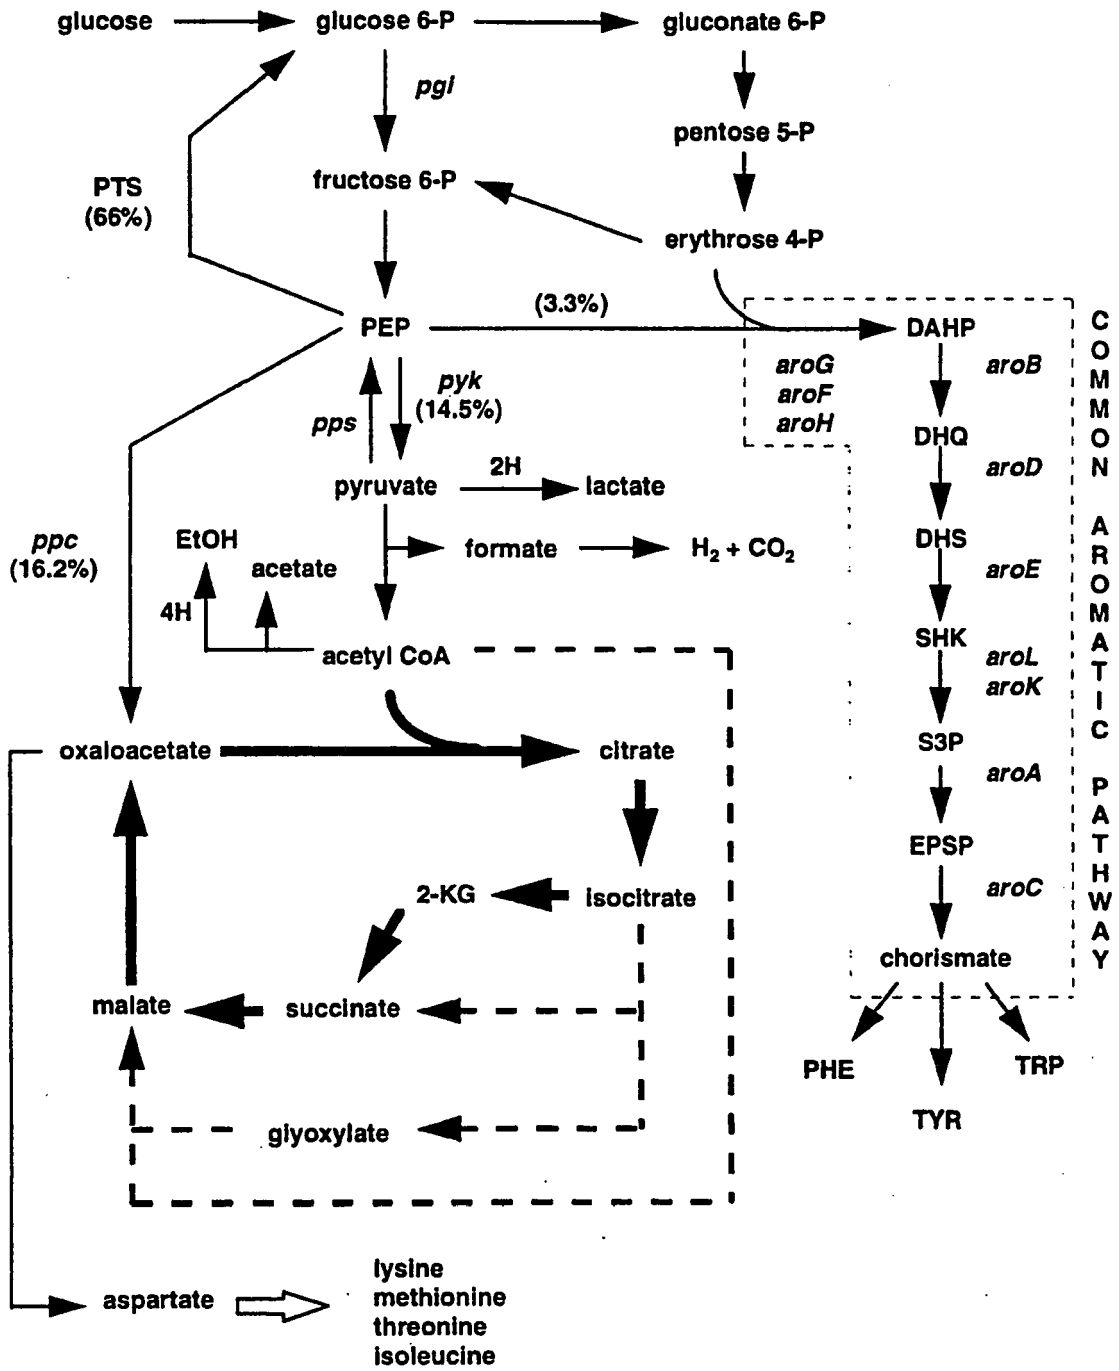 glucose
glucose 6-P
gluconate 6-P
pgi
pentose 5-P
PTS
(66%)
fructose 6-P
erythrose 4-P
(3.3%)
PEP
DAHP
aroG
aroF
aroH
aroB
pyk
(14.5%)
pps
DHQ
aroD
pyruvate
2H
lactate
ppc
(16.2%)
EtOH
acetate
4H
formate
H₂ + CO₂
DHS
aroE
acetyl CoA
SHK
aroL
aroK
oxaloacetate
citrate
S3P
aroA
EPSP
2-KG
isocitrate
aroC
chorismate
malate
succinate
PHE
TRP
TYR
glyoxylate
COMMON AROMATIC PATHWAY
aspartate
lysine
methionine
threonine
isoleucine